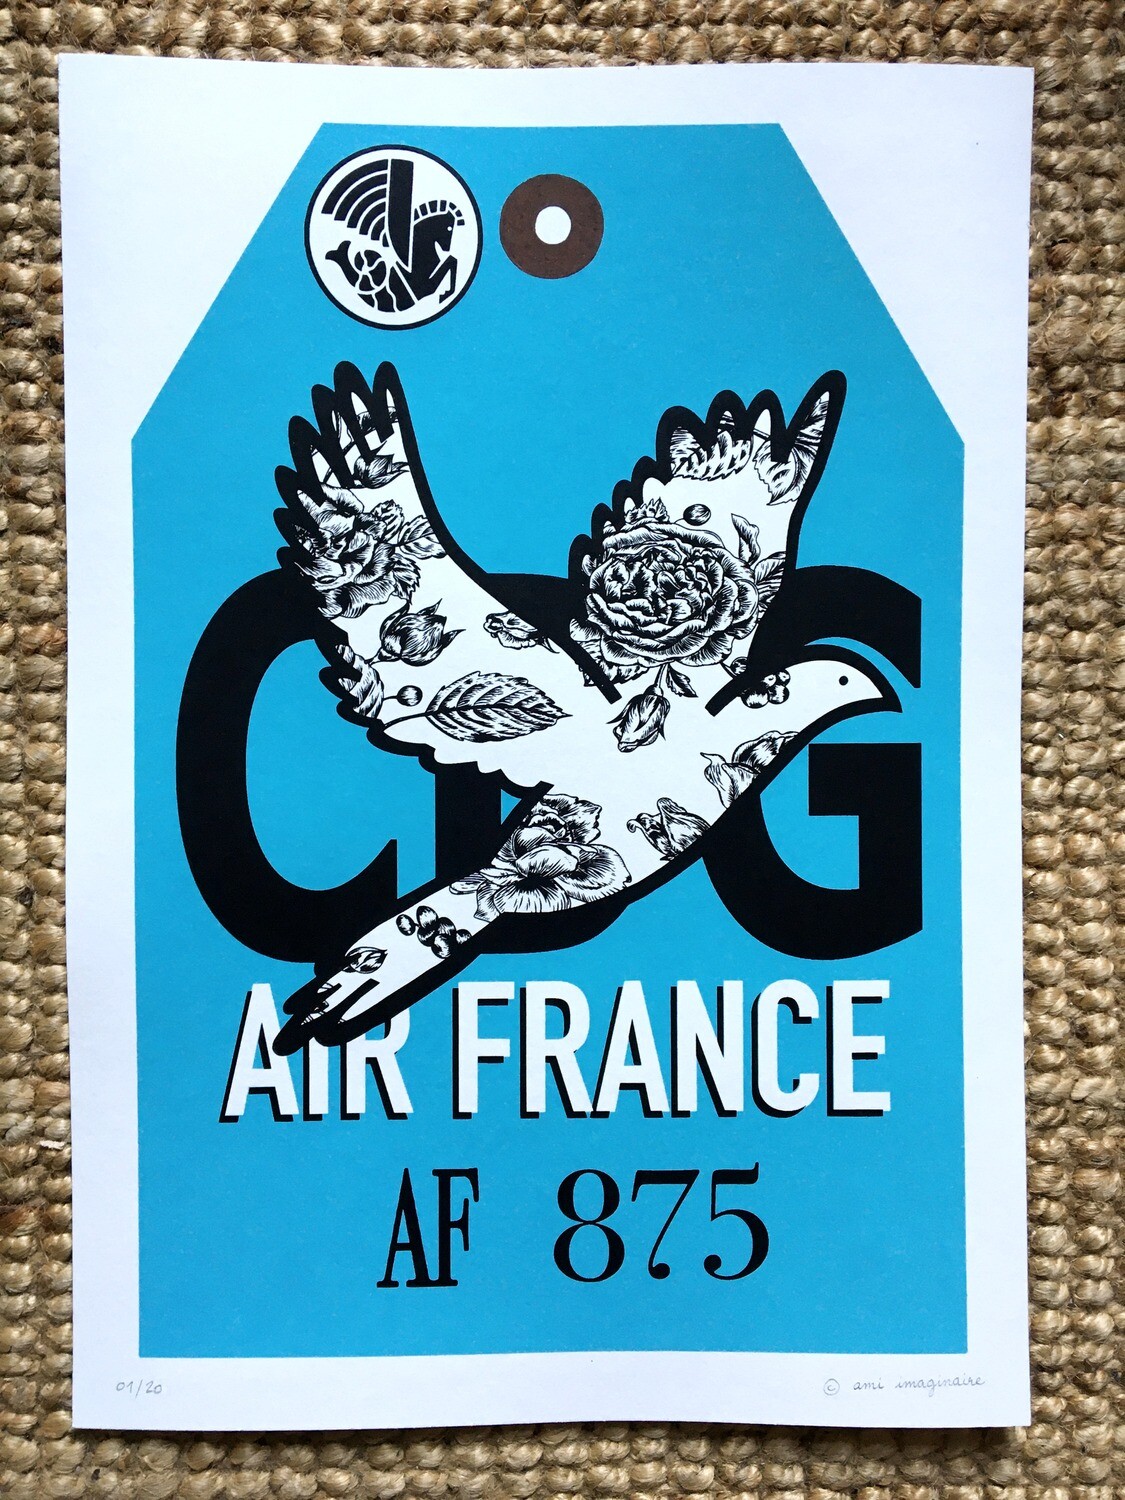 CDG
AIR FRANCE
AF 875
01/20 © ami imaginaire